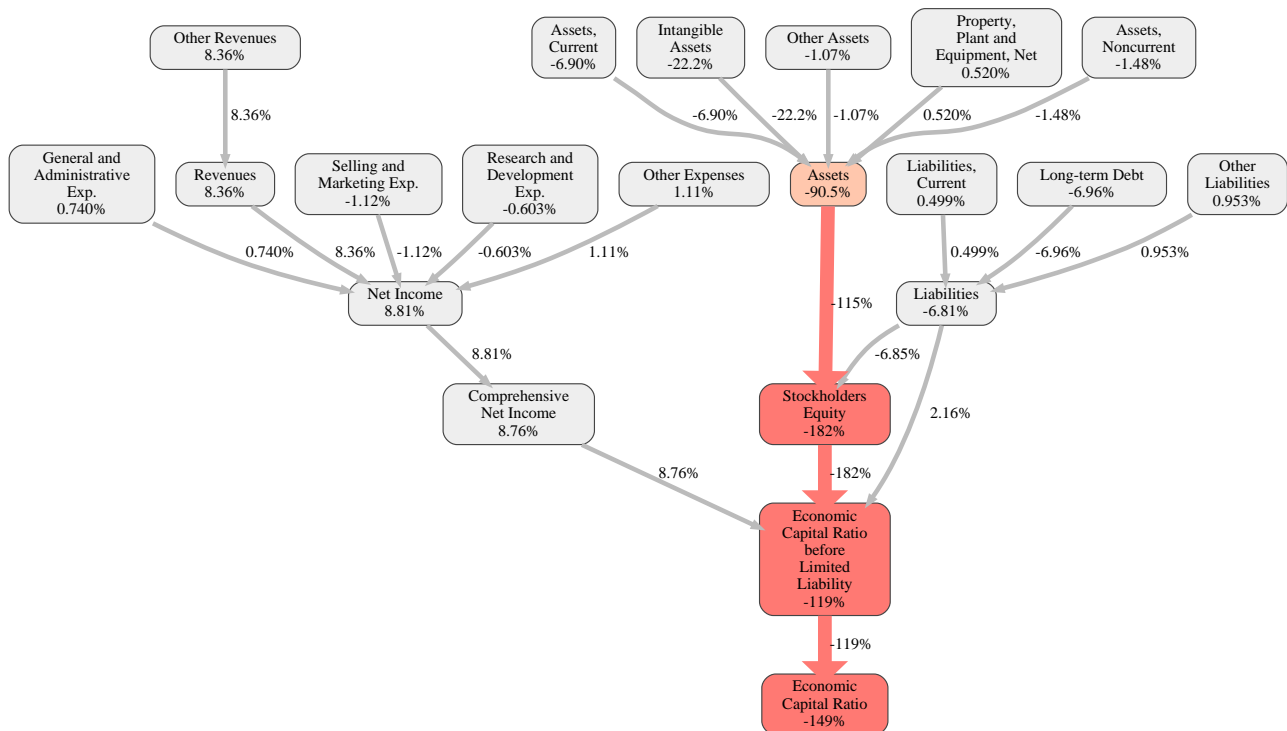 Other Revenues
8.36%
Assets,
Current
-6.90%
Intangible
Assets
-22.2%
Other Assets
-1.07%
Property,
Plant and
Equipment, Net
0.520%
Assets,
Noncurrent
-1.48%
8.36%
-6.90%
-22.2%
-1.07%
0.520%
-1.48%
General and
Administrative
Exp.
0.740%
Revenues
8.36%
Selling and
Marketing Exp.
-1.12%
Research and
Development
Exp.
-0.603%
Other Expenses
1.11%
Assets
-90.5%
Liabilities,
Current
0.499%
Long-term Debt
-6.96%
Other
Liabilities
0.953%
0.740%
8.36%
-1.12%
-0.603%
1.11%
0.499%
-6.96%
0.953%
Net Income
8.81%
-115%
Liabilities
-6.81%
8.81%
-6.85%
Comprehensive
Net Income
8.76%
Stockholders
Equity
-182%
2.16%
8.76%
-182%
Economic
Capital Ratio
before
Limited
Liability
-119%
-119%
Economic
Capital Ratio
-149%